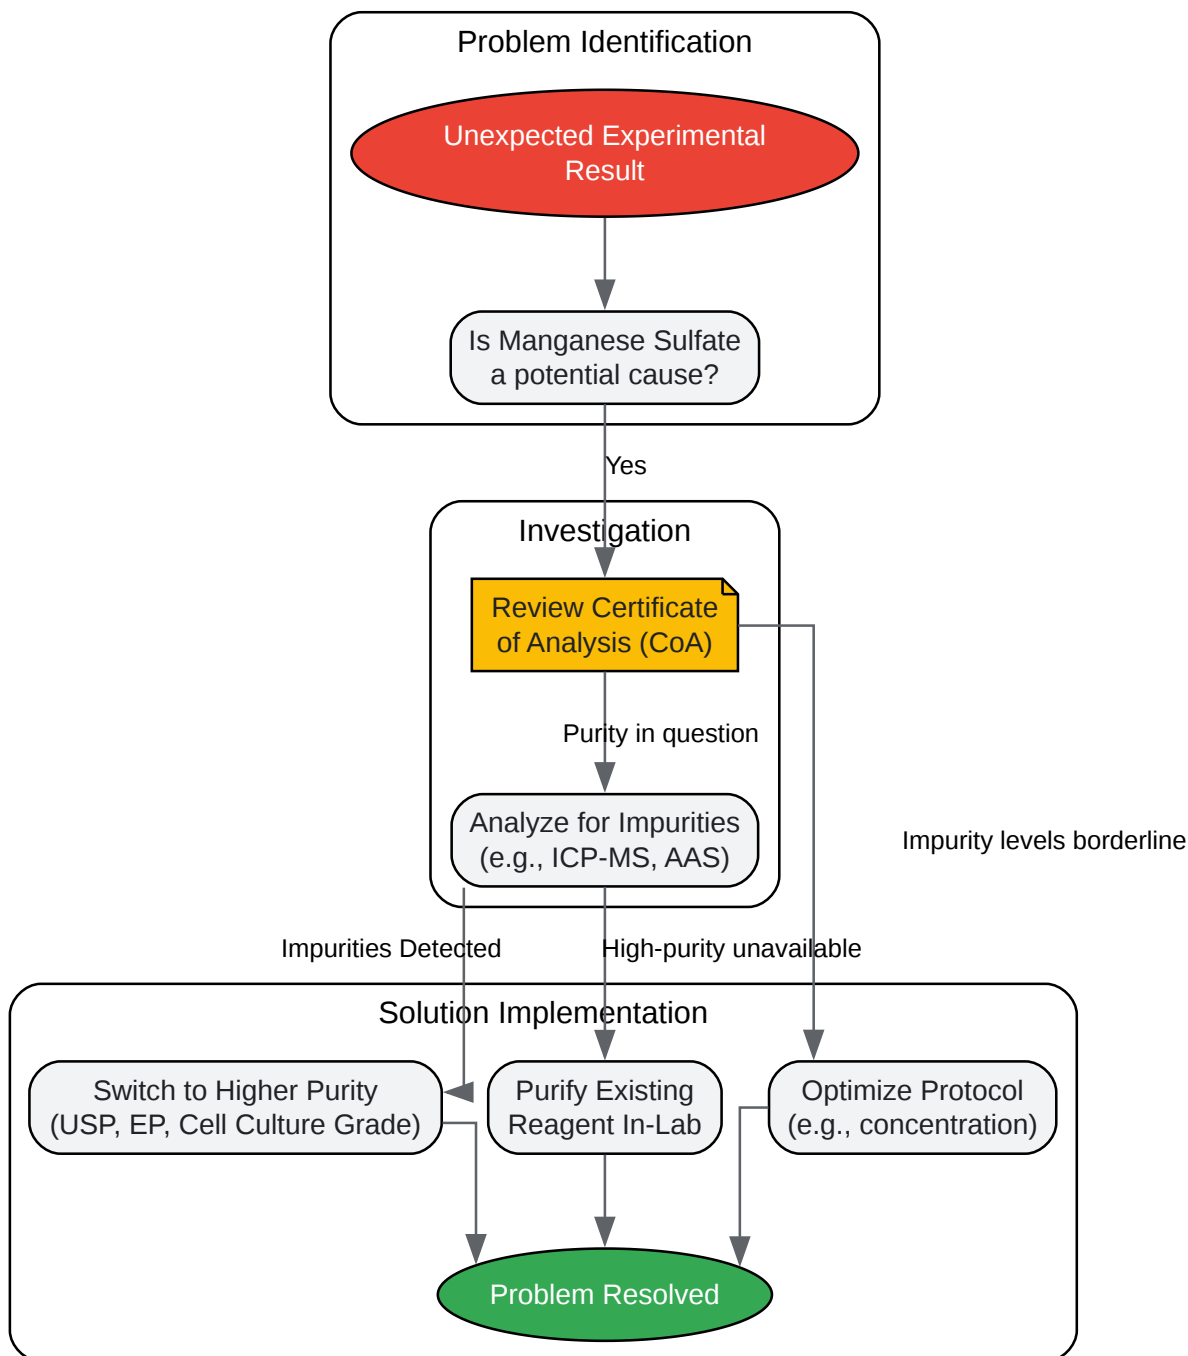 Problem Identification
Unexpected Experimental
Result
Is Manganese Sulfate
a potential cause?
Yes
Investigation
Review Certificate
of Analysis (CoA)
Purity in question
Analyze for Impurities
(e.g., ICP-MS, AAS)
Impurity levels borderline
Impurities Detected
High-purity unavailable
Solution Implementation
Switch to Higher Purity
(USP, EP, Cell Culture Grade)
Purify Existing
Reagent In-Lab
Optimize Protocol
(e.g., concentration)
Problem Resolved